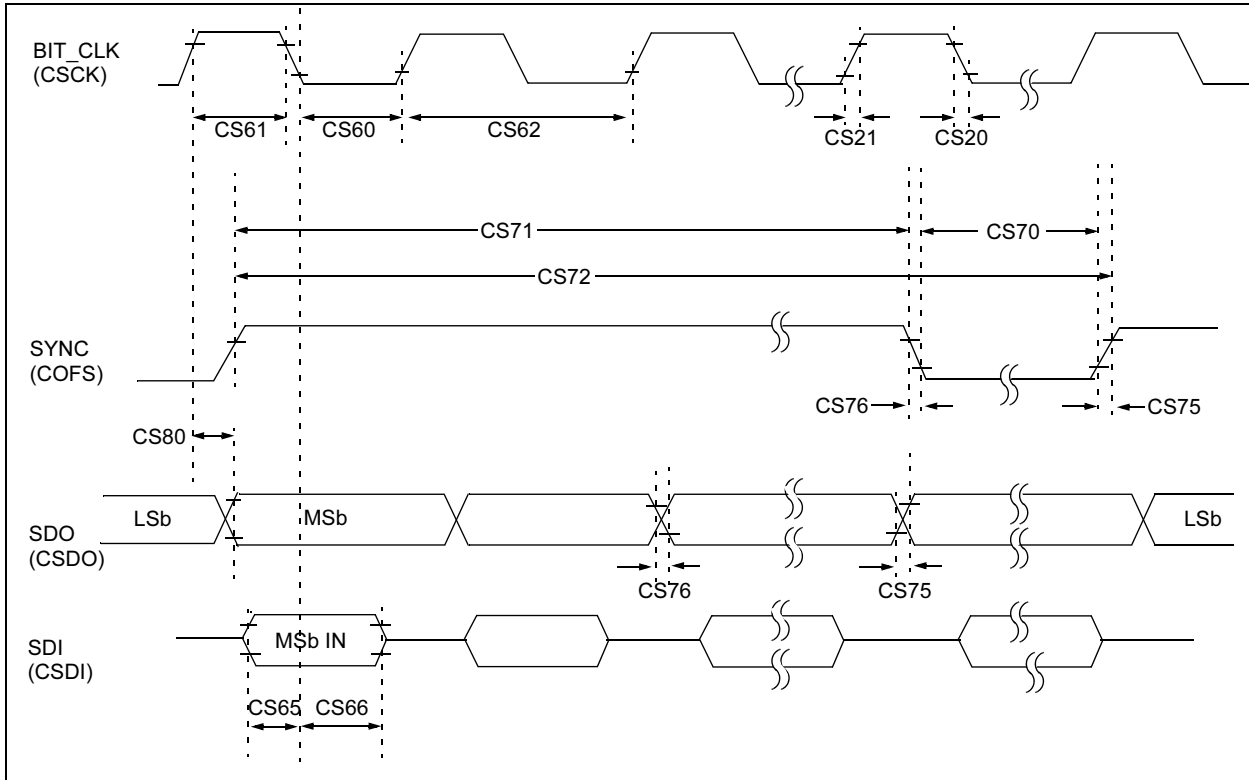 BIT_CLK
(CSCK)
CS61
CS60
CS62
CS21
CS20
CS71
CS70
CS72
SYNC
(COFS)
CS76
CS75
CS80
LSb
MSb
LSb
SDO
(CSDO)
CS76
CS75
SDI
(CSDI)
MSb IN
CS65
CS66